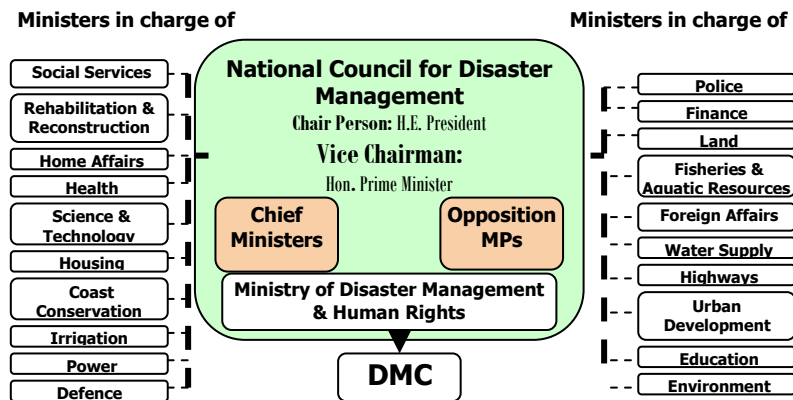 Ministers in charge of
Ministers in charge of
Social Services
Rehabilitation &
Reconstruction
Home Affairs
Health
Science &
Technology
Housing
Coast
Conservation
Irrigation
Power
Defence
National Council for Disaster
Management
Chair Person: H.E. President
Vice Chairman:
Hon. Prime Minister
Chief
Ministers
Opposition
MPs
Ministry of Disaster Management
& Human Rights
DMC
Police
Finance
Land
Fisheries &
Aquatic Resources
Foreign Affairs
Water Supply
Highways
Urban
Development
Education
Environment